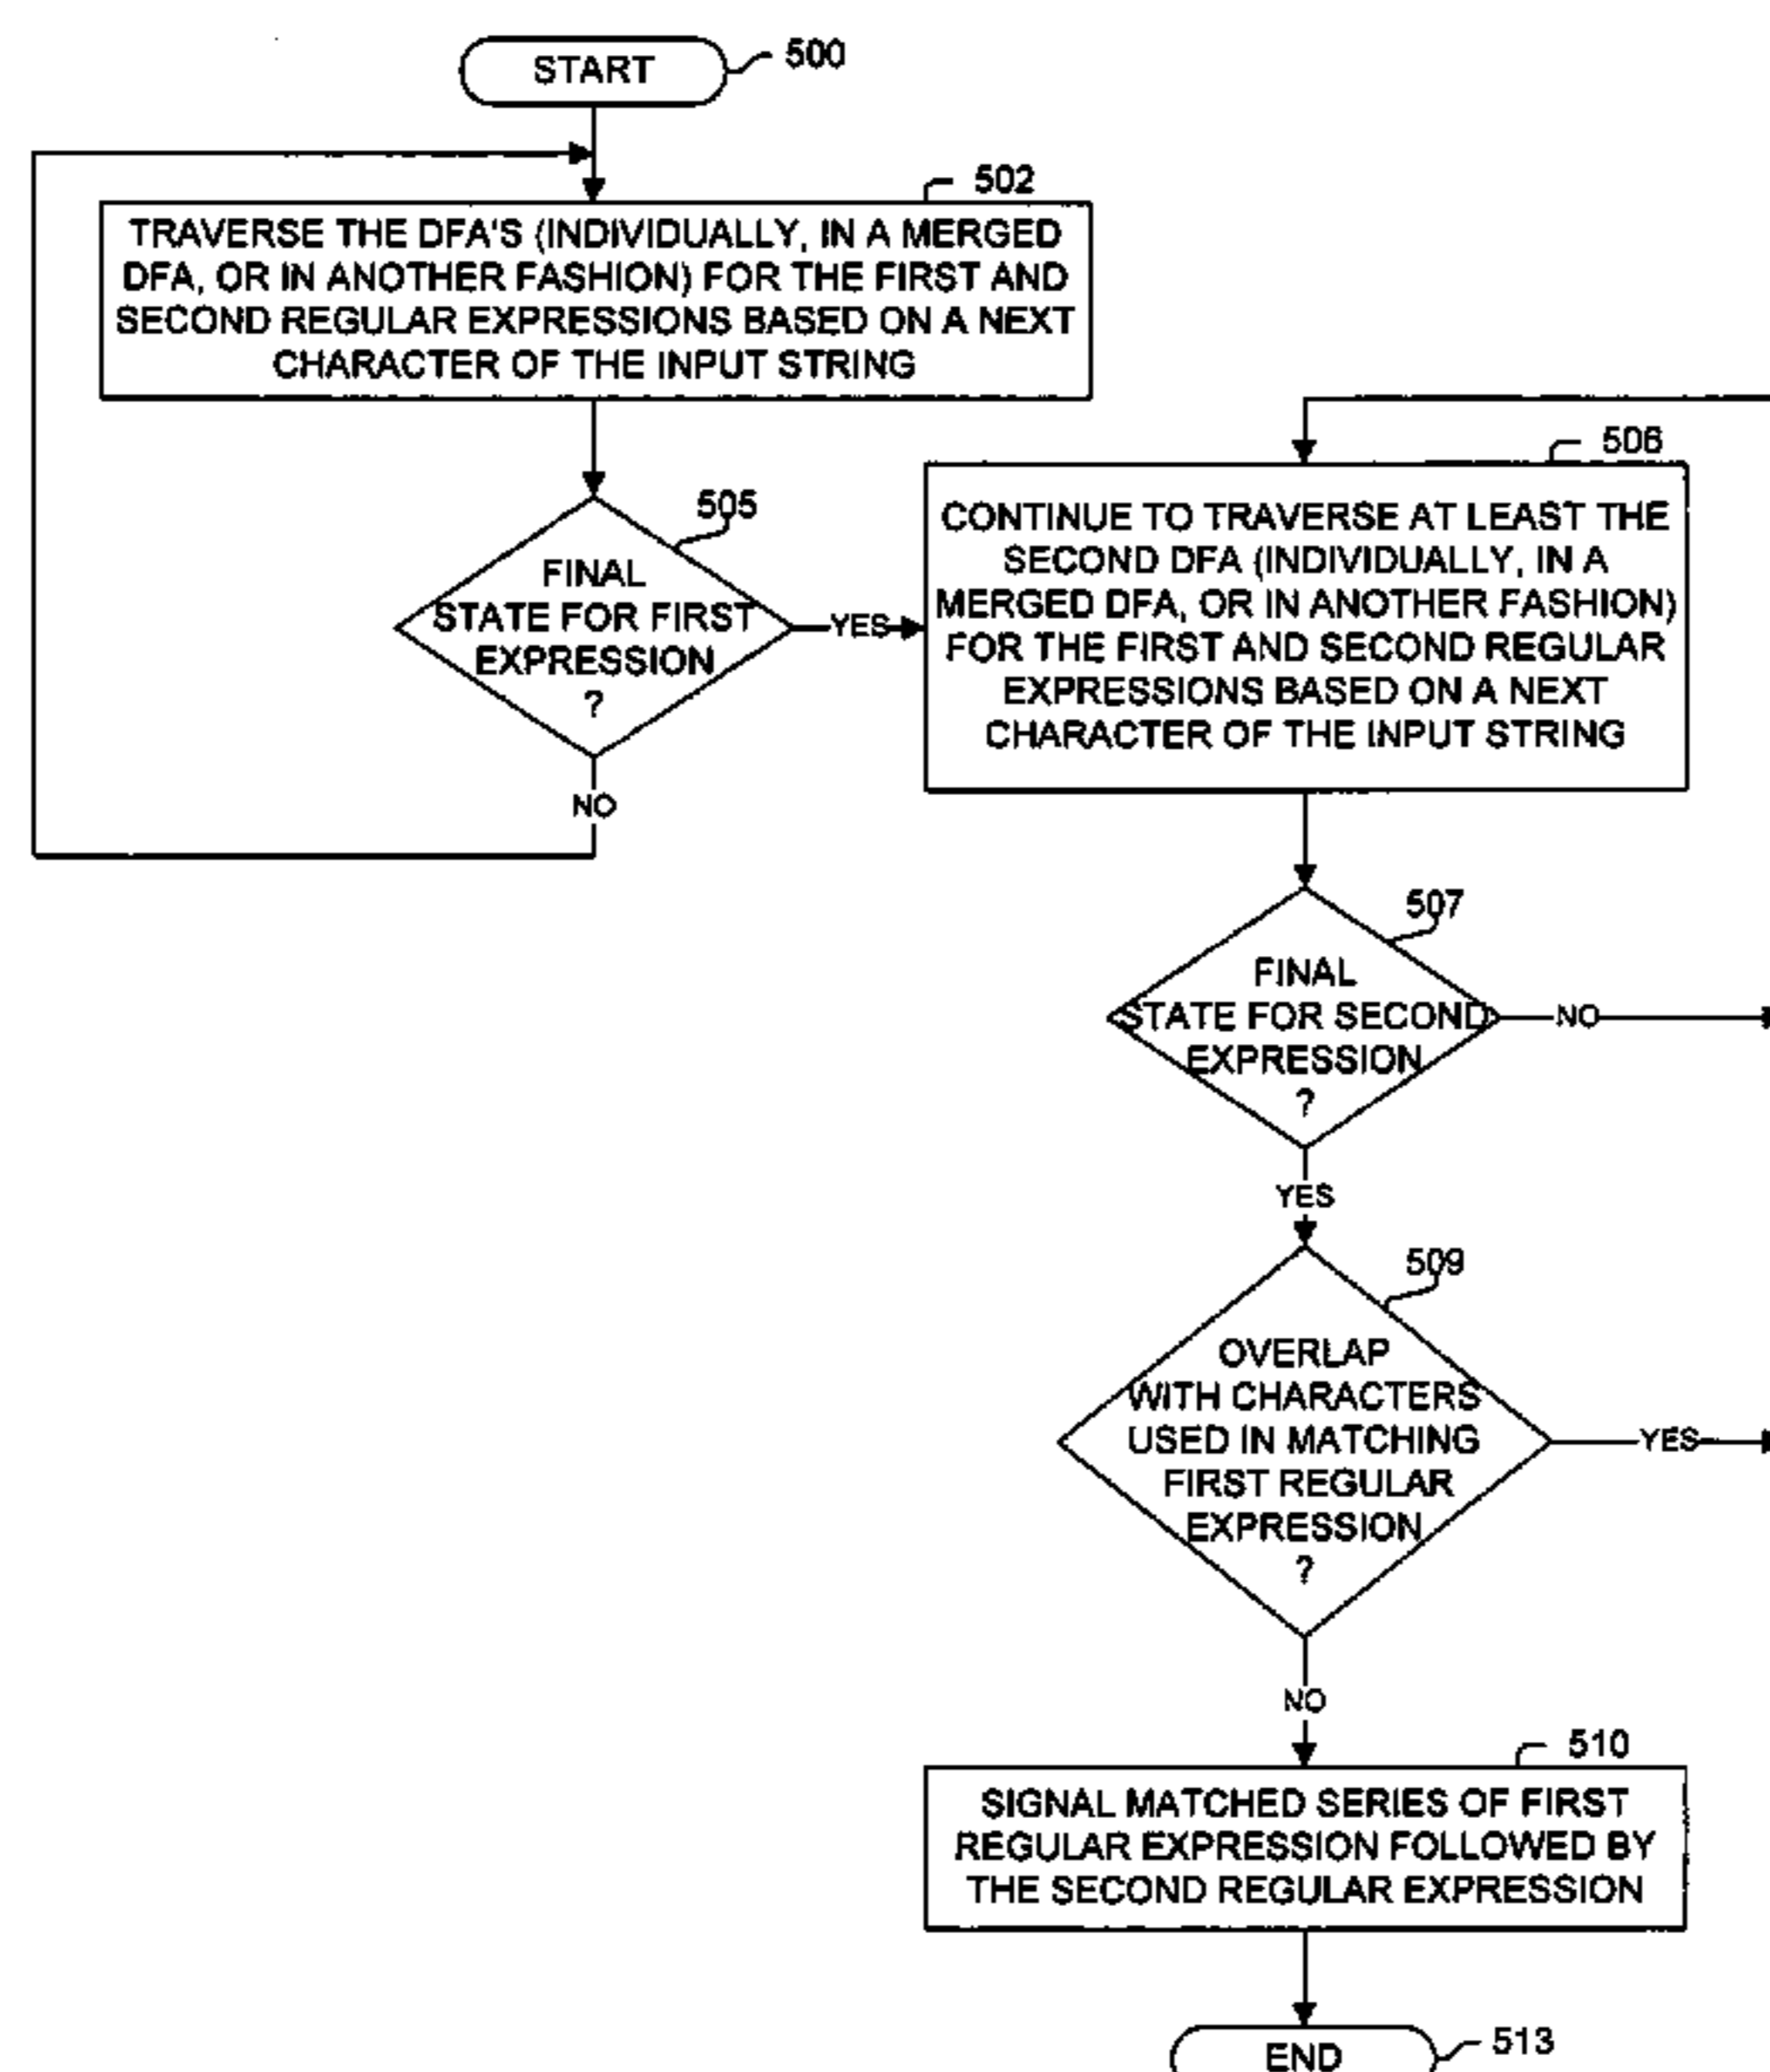 START
500
502
TRAVERSE THE DFA'S (INDIVIDUALLY, IN A MERGED
DFA, OR IN ANOTHER FASHION) FOR THE FIRST AND
SECOND REGULAR EXPRESSIONS BASED ON A NEXT
CHARACTER OF THE INPUT STRING
505
FINAL
STATE FOR FIRST
EXPRESSION
?
YES
NO
506
CONTINUE TO TRAVERSE AT LEAST THE
SECOND DFA (INDIVIDUALLY, IN A
MERGED DFA, OR IN ANOTHER FASHION)
FOR THE FIRST AND SECOND REGULAR
EXPRESSIONS BASED ON A NEXT
CHARACTER OF THE INPUT STRING
507
FINAL
STATE FOR SECOND
EXPRESSION
?
NO
YES
509
OVERLAP
WITH CHARACTERS
USED IN MATCHING
FIRST REGULAR
EXPRESSION
?
YES
NO
510
SIGNAL MATCHED SERIES OF FIRST
REGULAR EXPRESSION FOLLOWED BY
THE SECOND REGULAR EXPRESSION
END
513